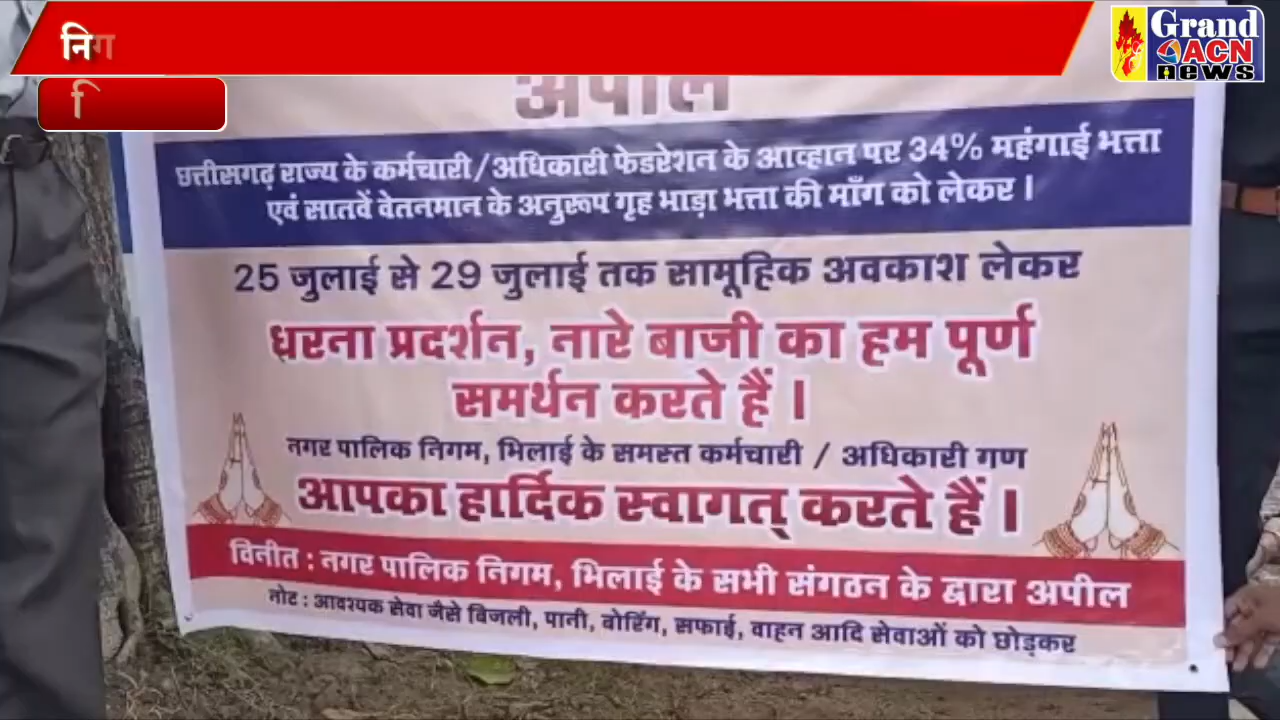 निग
Grand
ACN
news
अपील
छत्तीसगढ़ राज्य के कर्मचारी/अधिकारी फेडरेशन के आव्हान पर 34% महंगाई भत्ता
एवं सातवें वेतनमान के अनुरूप गृह भाड़ा भत्ता की माँग को लेकर।
25 जुलाई से 29 जुलाई तक सामूहिक अवकाश लेकर
धरना प्रदर्शन, नारे बाजी का हम पूर्ण
समर्थन करते हैं।
नगर पालिक निगम, भिलाई के समस्त कर्मचारी / अधिकारी गण
आपका हार्दिक स्वागत् करते हैं।
विनीत : नगर पालिक निगम, भिलाई के सभी संगठन के द्वारा अपील
नोट : आवश्यक सेवा जैसे बिजली, पानी, बोरिंग, सफाई, वाहन आदि सेवाओं को छोड़कर